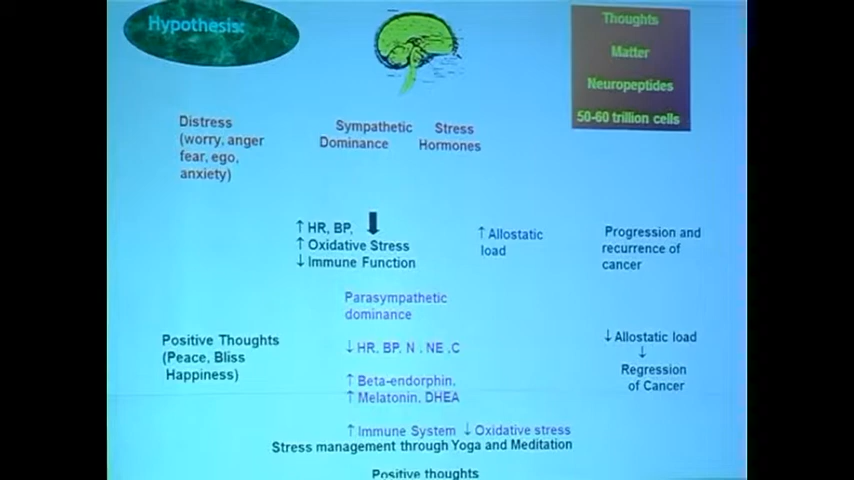 Hypothesis:
Thoughts
Matter
Neuropeptides
50-60 trillion cells
Distress
(worry, anger
fear, ego,
anxiety)
Sympathetic
Dominance
Stress
Hormones
↑HR, BP,
↑Oxidative Stress
↓Immune Function
↑Allostatic
load
Progression and
recurrence of
cancer
Parasympathetic
dominance
Positive Thoughts
(Peace, Bliss
Happiness)
↓HR, BP, N , NE ,C
↑Beta-endorphin,
↑Melatonin, DHEA
↑Immune System ↓Oxidative stress
↓Allostatic load
↓
Regression
of Cancer
Stress management through Yoga and Meditation
Positive thoughts